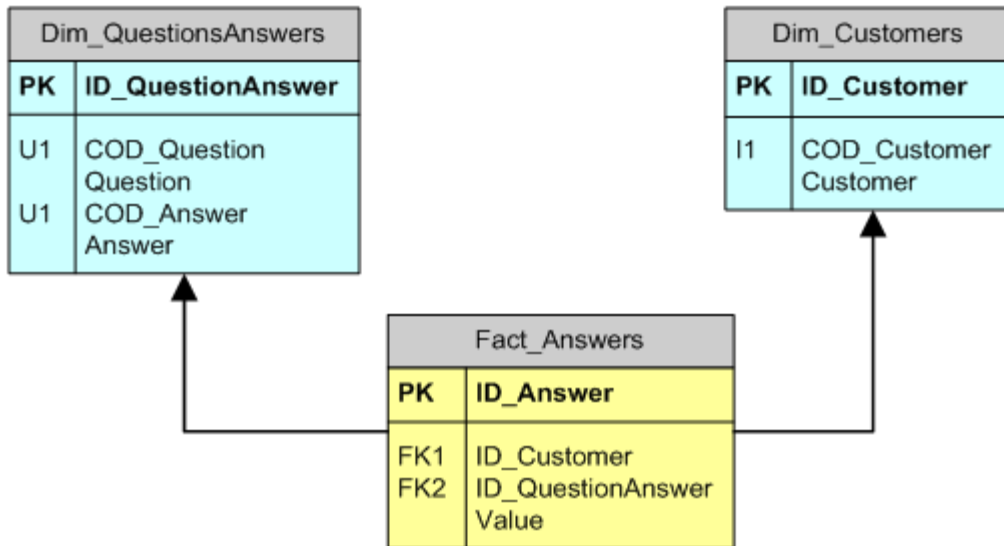 Dim_QuestionsAnswers
PK ID_QuestionAnswer
U1 COD_Question
Question
U1 COD_Answer
Answer
Dim_Customers
PK ID_Customer
I1 COD_Customer
Customer
Fact_Answers
PK ID_Answer
FK1 ID_Customer
FK2 ID_QuestionAnswer
Value